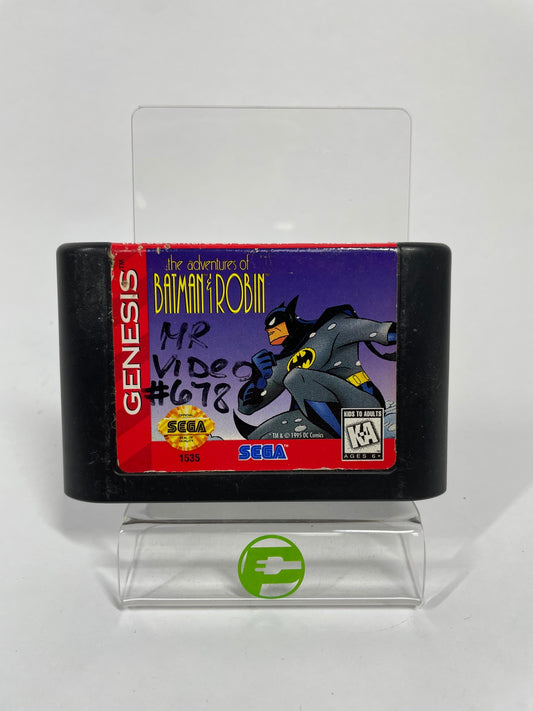 GENESIS™
the adventures of
BATMAN & ROBIN
MR
VIDEO
#678
SEGA
1535
TM & © 1995 DC Comics
SEGA
KIDS TO ADULTS
K-A
AGES 6+